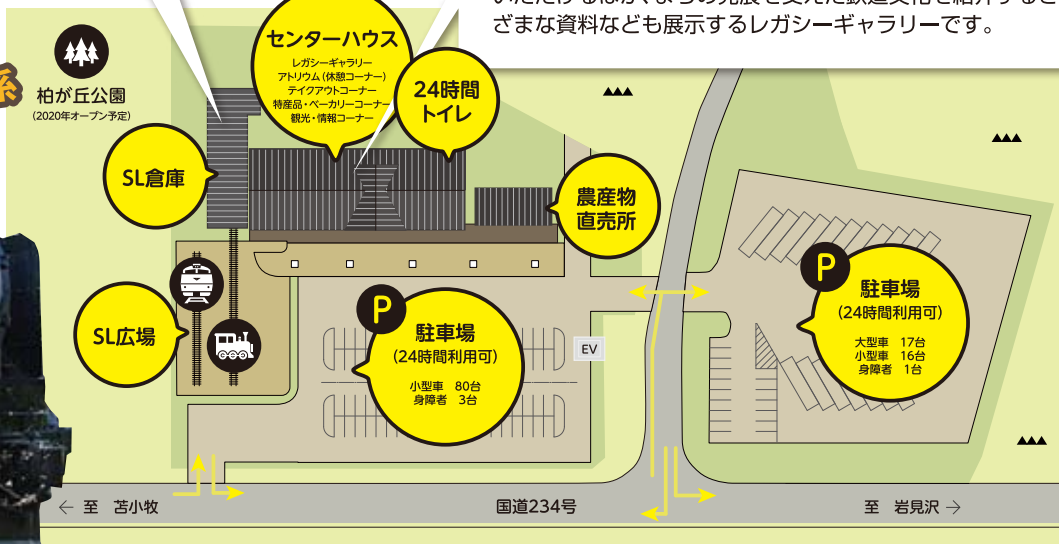 ざまな資料なども展示するレガシーギャラリーです。
系
柏が丘公園
(2020年オープン予定)
センターハウス
レガシーギャラリー
アトリウム(休憩コーナー)
テイクアウトコーナー
特産品・ベーカリーコーナー
観光・情報コーナー
24時間
トイレ
SL倉庫
農産物
直売所
SL広場
P
駐車場
(24時間利用可)
小型車 80台
身障者 3台
EV
P
駐車場
(24時間利用可)
大型車 17台
小型車 16台
身障者 1台
← 至 苫小牧
国道234号
至 岩見沢 →